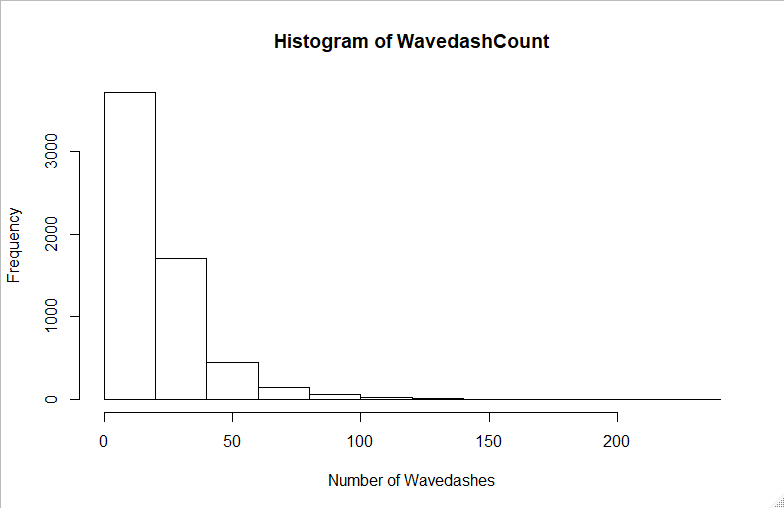 Histogram of WavedashCount
Frequency
3000
2000
1000
0
0 50 100 150 200
Number of Wavedashes